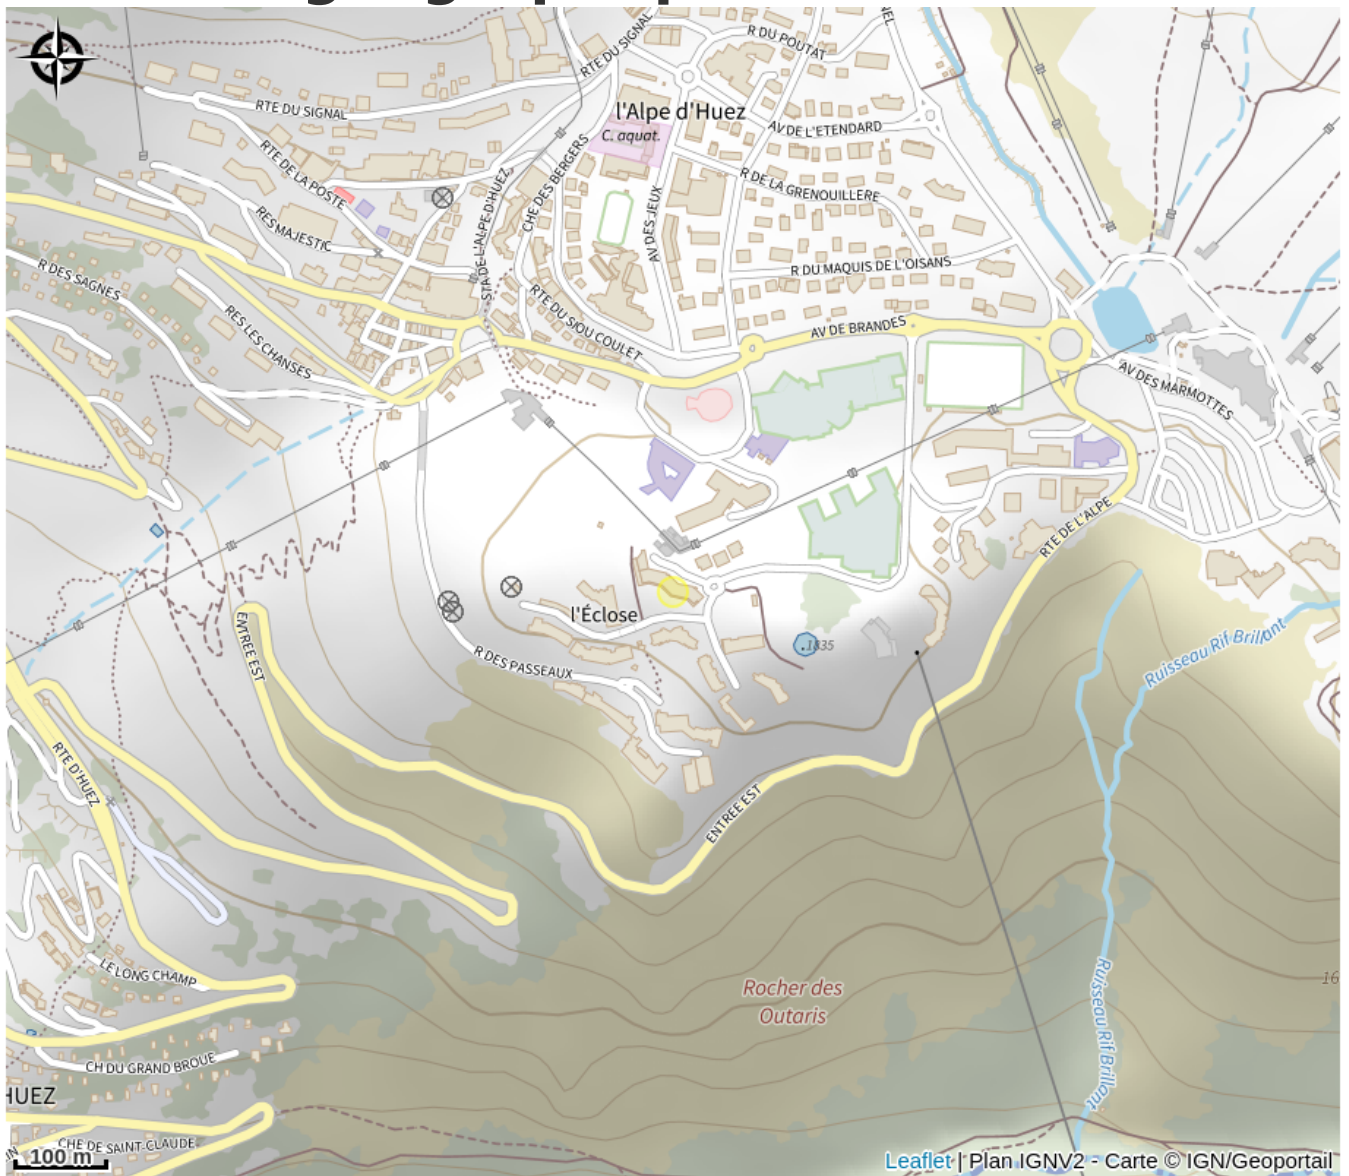 RTE DU SIGNAL
R DU POUTAT
l'Alpe d'Huez
C. aquat.
RTE DU SIGNAL
AV DE L'ETENDARD
RTE DE LA POSTE
CHE DES BERGERS
STA DE L'ALPE D'HUEZ
AV DES JEUX
R DE LA GRENOUILLERE
RES MAJESTIC
R DES SAGNES
R DU MAQUIS DE L'OISANS
RES LES CHANSES
RTE DU SIOU COULET
AV DE BRANDES
AV DES MARMOTTES
RTE DE L'ALPE
l'Éclose
ENTREE EST
R DES PASSEAUX
.1835
Ruisseau Rif Brillant
RTE D'HUEZ
ENTREE EST
LE LONG CHAMP
Rocher des
Outaris
16
Ruisseau Rif Brillant
CH DU GRAND BROUE
HUEZ
CHE DE SAINT-CLAUDE
100 m
Leaflet | Plan IGNV2 - Carte © IGN/Geoportail